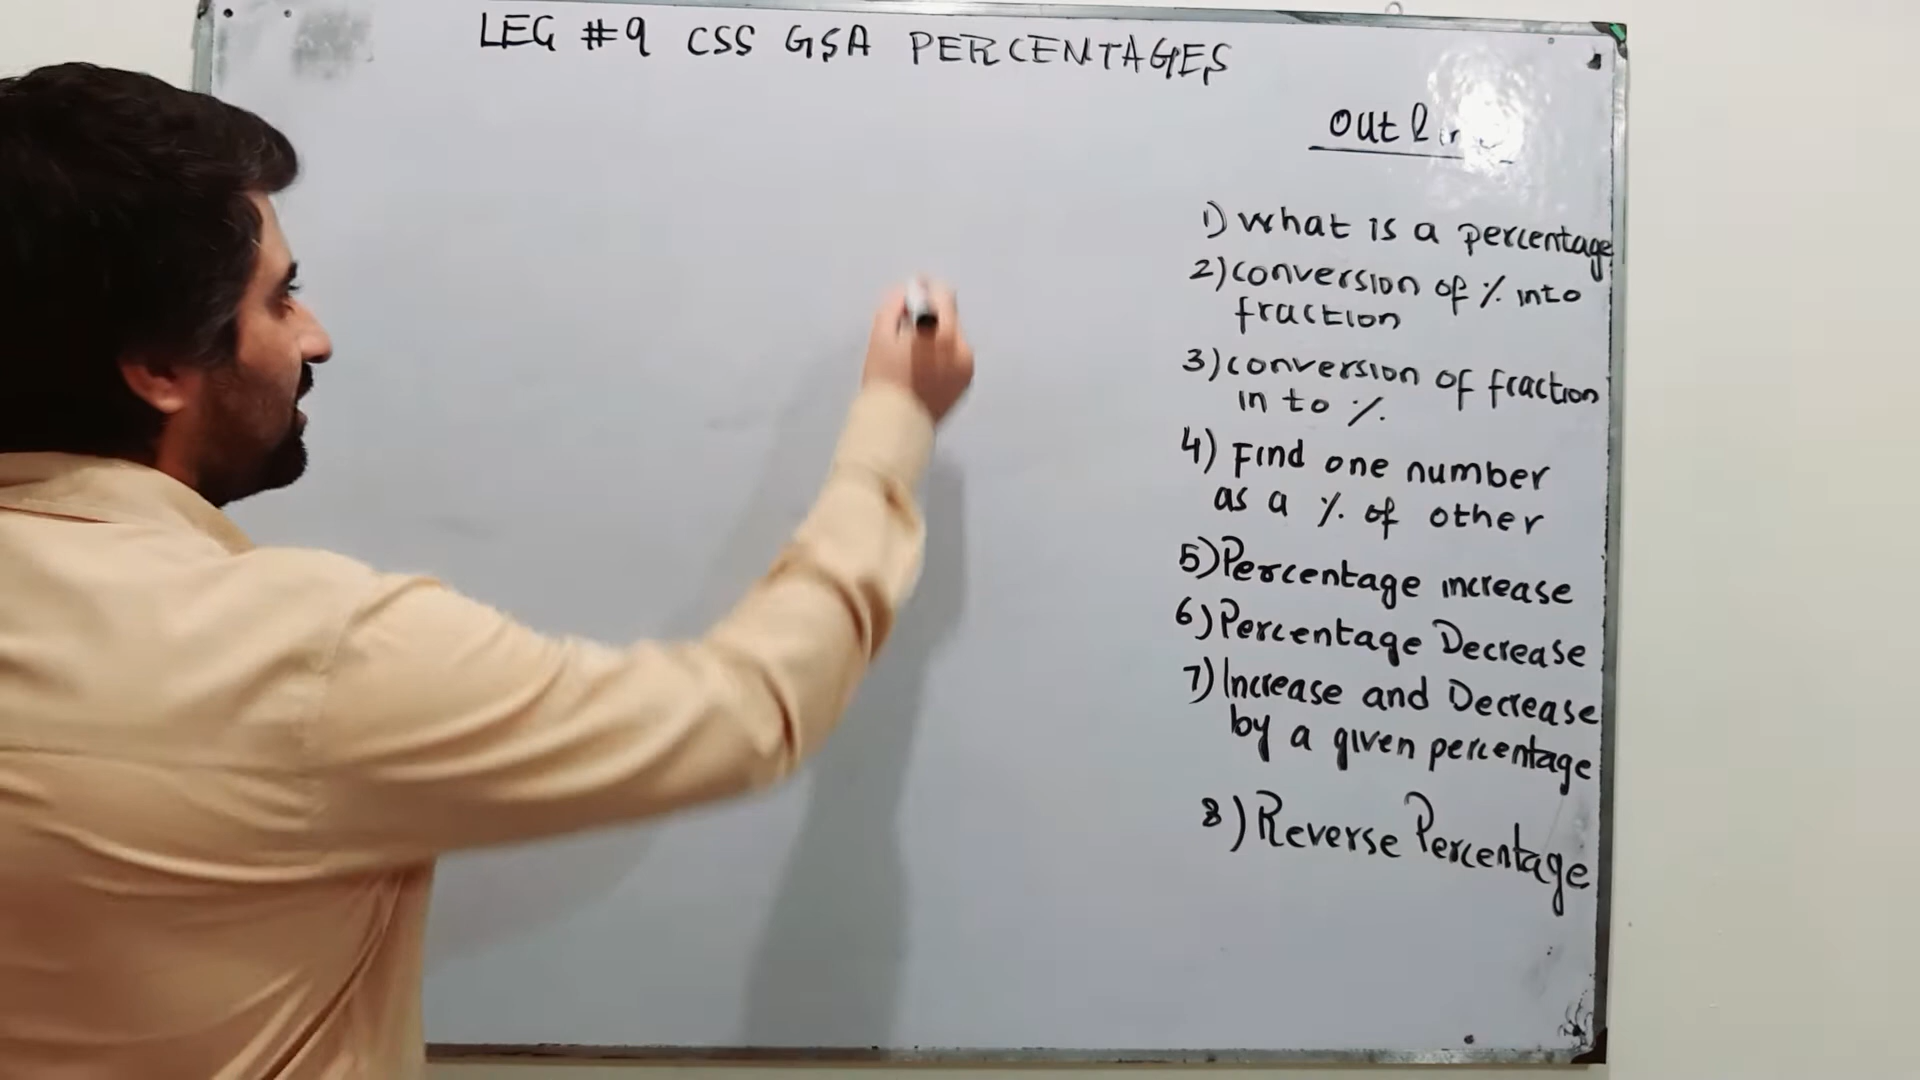 LEC #9 CSS GSA PERCENTAGES
Outline
1) What is a percentage
2) conversion of % into
fraction
3) conversion of fraction
in to %
4) Find one number
as a % of other
5) Percentage increase
6) Percentage Decrease
7) Increase and Decrease
by a given percentage
8) Reverse Percentage